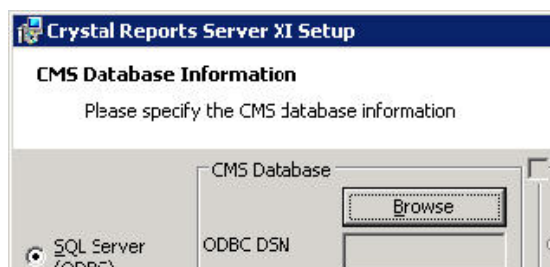 Crystal Reports Server XI Setup
CMS Database Information
Please specify the CMS database information
CMS Database
Browse
SQL Server
(ODBC)
ODBC DSN